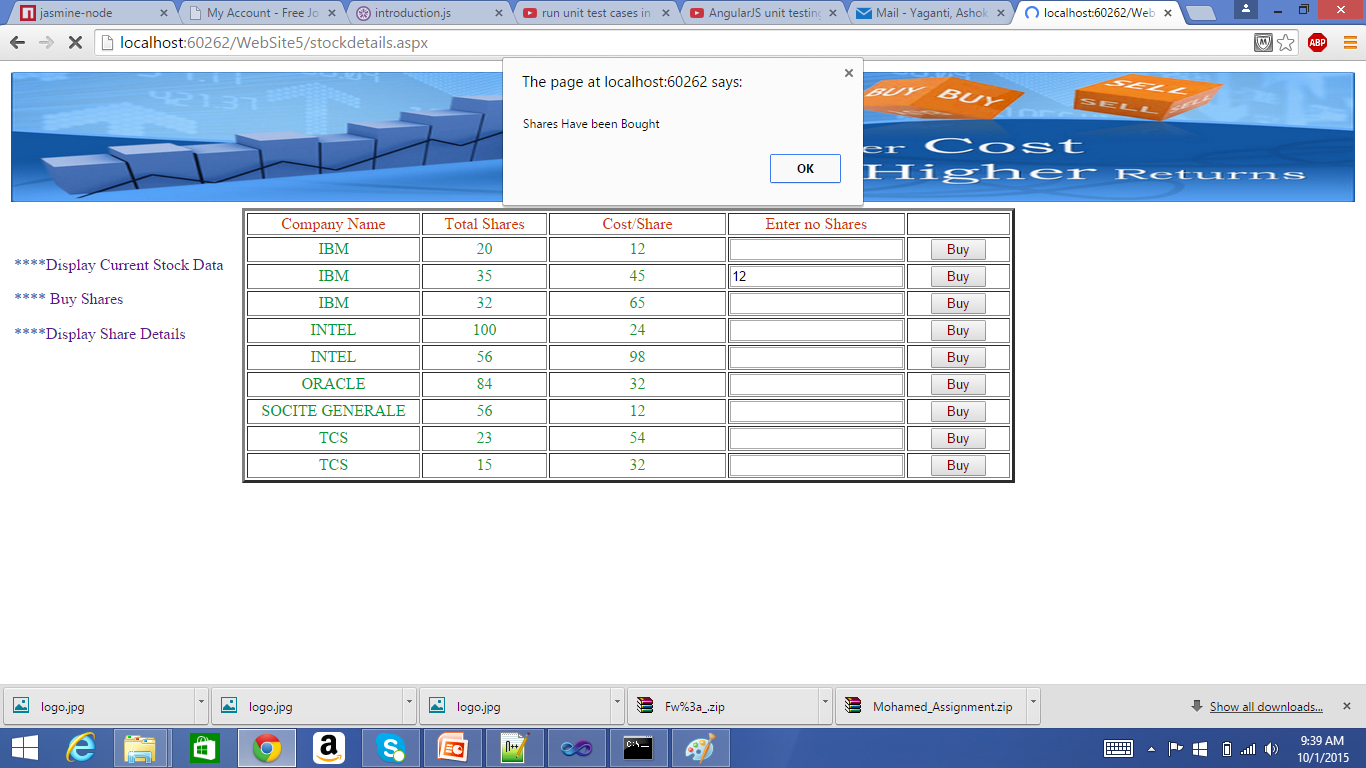 jasmine-node
My Account - Free Jo
introduction.js
run unit test cases in
AngularJS unit testing
Mail - Yaganti, Ashok
localhost:60262/Web
localhost:60262/WebSite5/stockdetails.aspx
ABP
The page at localhost:60262 says:
Shares Have been Bought
OK
BUY BUY
SELL
SELL SELL
er Cost
Higher Returns
****Display Current Stock Data
**** Buy Shares
****Display Share Details
Company Name Total Shares Cost/Share Enter no Shares
IBM 20 12 Buy
IBM 35 45 12 Buy
IBM 32 65 Buy
INTEL 100 24 Buy
INTEL 56 98 Buy
ORACLE 84 32 Buy
SOCITE GENERALE 56 12 Buy
TCS 23 54 Buy
TCS 15 32 Buy
logo.jpg
logo.jpg
logo.jpg
Fw%3a_.zip
Mohamed_Assignment.zip
Show all downloads...
9:39 AM
10/1/2015